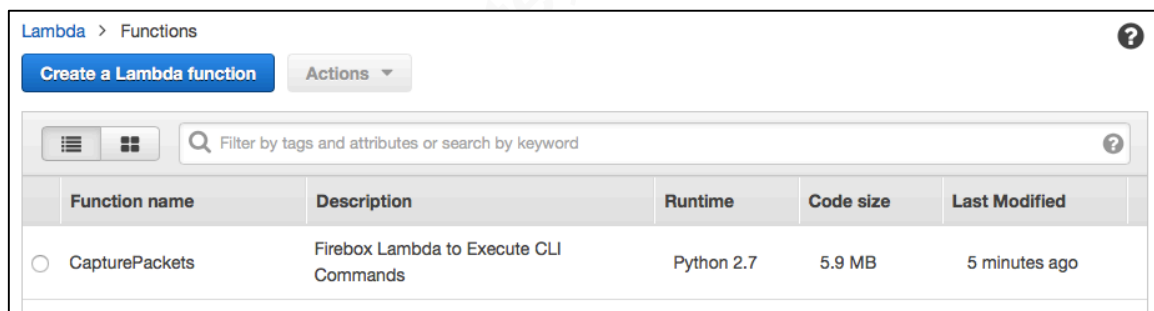 Lambda > Functions
Create a Lambda function
Actions
Filter by tags and attributes or search by keyword
Function name Description Runtime Code size Last Modified
CapturePackets Firebox Lambda to Execute CLI Commands Python 2.7 5.9 MB 5 minutes ago